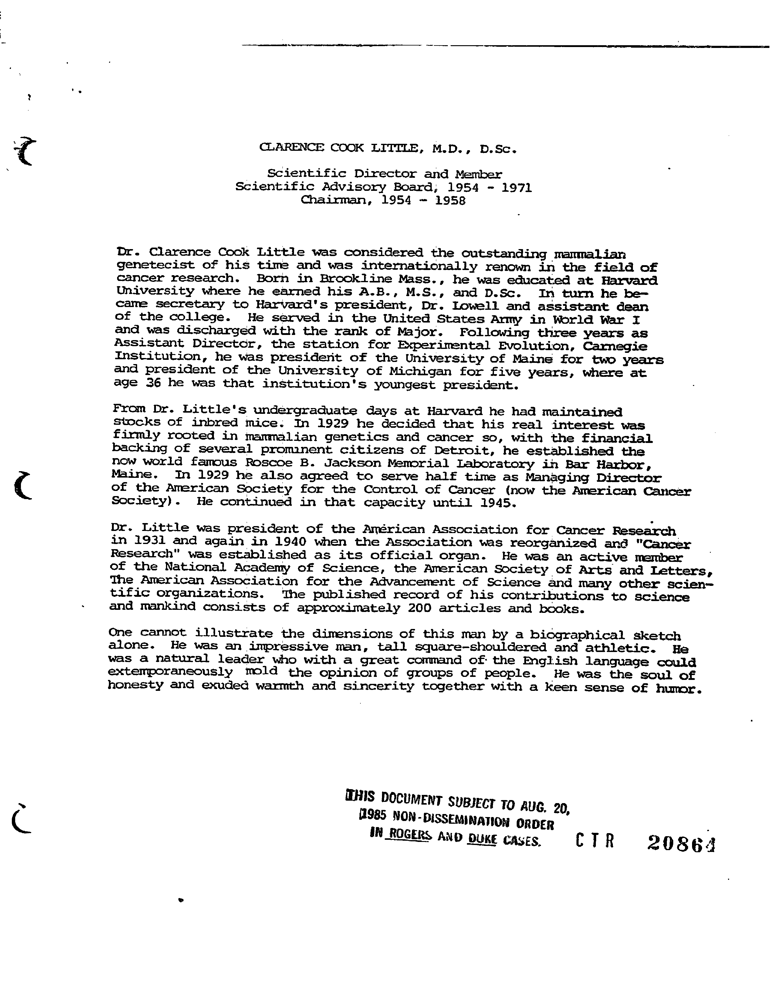 CLARENCE COOK LITTLE, M.D., D.Sc.
Scientific Director and Member
Scientific Advisory Board, 1954 - 1971
Chairman, 1954 - 1958
Dr. Clarence Cook Little was considered the outstanding mammalian
genetecist of his time and was internationally renown in the field of
cancer research. Born in Brookline Mass., he was educated at Harvard
University where he earned his A.B., M.S., and D.Sc. In turn he be-
came secretary to Harvard's president, Dr. Lowell and assistant dean
of the college. He served in the United States Army in World War I
and was discharged with the rank of Major. Following three years as
Assistant Director, the station for Experimental Evolution, Carnegie
Institution, he was president of the University of Maine for two years
and president of the University of Michigan for five years, where at
age 36 he was that institution's youngest president.
From Dr. Little's undergraduate days at Harvard he had maintained
stocks of inbred mice. In 1929 he decided that his real interest was
firmly rooted in mammalian genetics and cancer so, with the financial
backing of several prominent citizens of Detroit, he established the
now world famous Roscoe B. Jackson Memorial Laboratory in Bar Harbor,
Maine. In 1929 he also agreed to serve half time as Managing Director
of the American Society for the Control of Cancer (now the American Cancer
Society). He continued in that capacity until 1945.
Dr. Little was president of the American Association for Cancer Research
in 1931 and again in 1940 when the Association was reorganized and "Cancer
Research" was established as its official organ. He was an active member
of the National Academy of Science, the American Society of Arts and Letters,
The American Association for the Advancement of Science and many other scien-
tific organizations. The published record of his contributions to science
and mankind consists of approximately 200 articles and books.
One cannot illustrate the dimensions of this man by a biographical sketch
alone. He was an impressive man, tall square-shouldered and athletic. He
was a natural leader who with a great command of the English language could
extemporaneously mold the opinion of groups of people. He was the soul of
honesty and exuded warmth and sincerity together with a keen sense of humor.
THIS DOCUMENT SUBJECT TO AUG. 20,
1985 NON-DISSEMINATION ORDER
IN ROGERS AND DUKE CASES.
CTR 20864